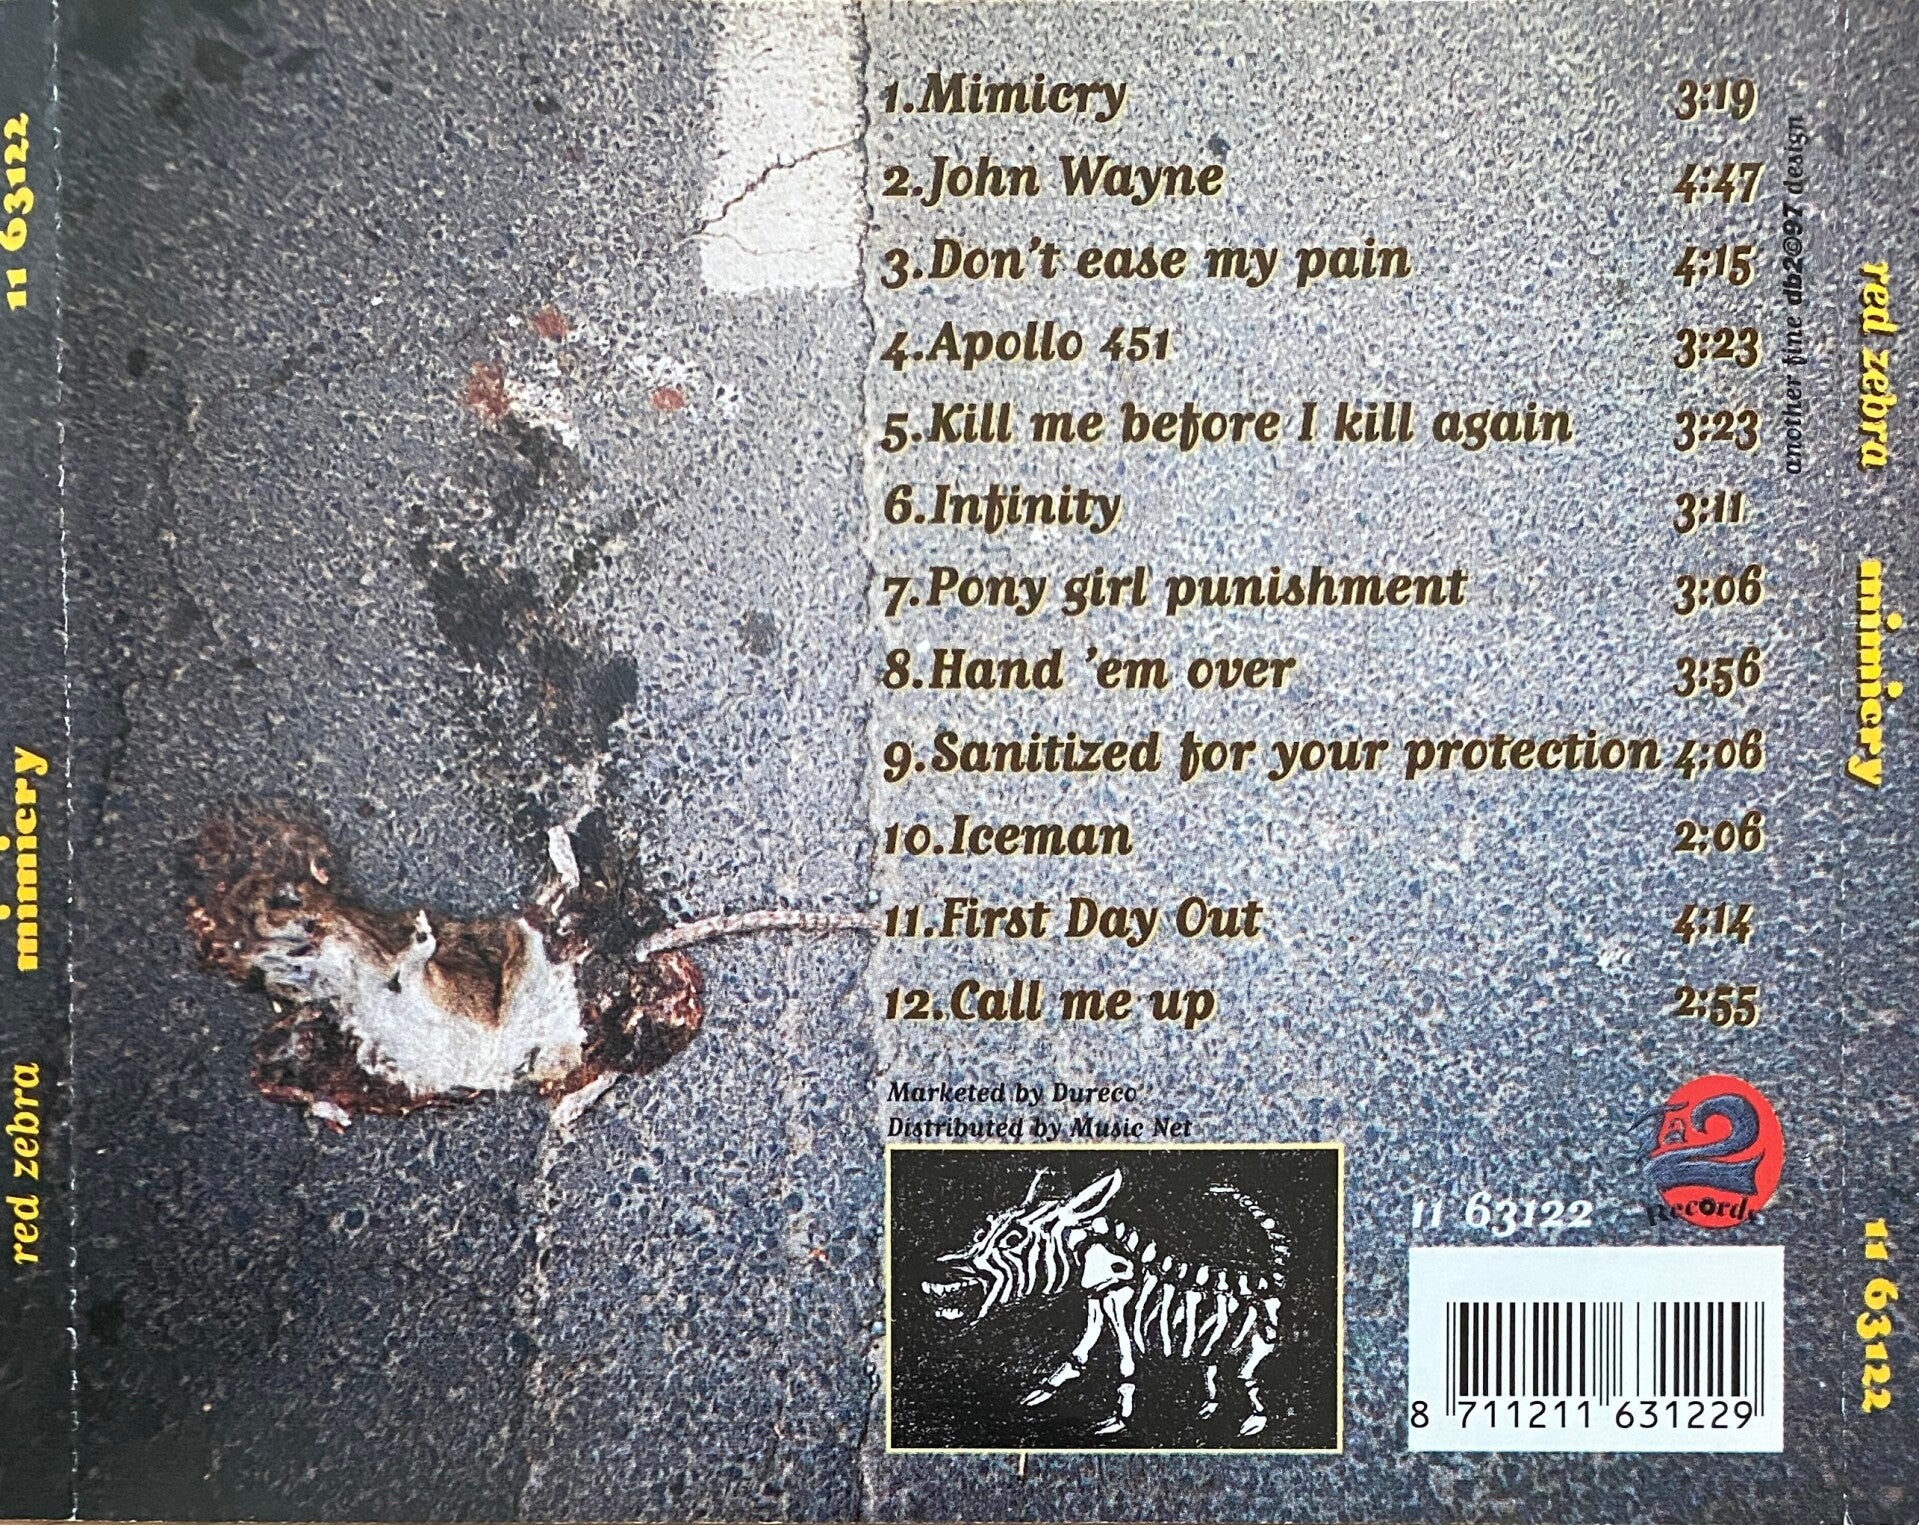 11 63122
mimicry
red zebra
1.Mimicry 3:19
2.John Wayne 4:47
3.Don't ease my pain 4:15
4.Apollo 451 3:23
5.Kill me before I kill again 3:23
6.Infinity 3:11
7.Pony girl punishment 3:06
8.Hand 'em over 3:56
9.Sanitized for your protection 4:06
10.Iceman 2:06
11.First Day Out 4:14
12.Call me up 2:55
another fine db2©97 design
Marketed by Dureco
Distributed by Music Net
11 63122
2
Records
8 711211 631229
red zebra
mimicry
11 63122